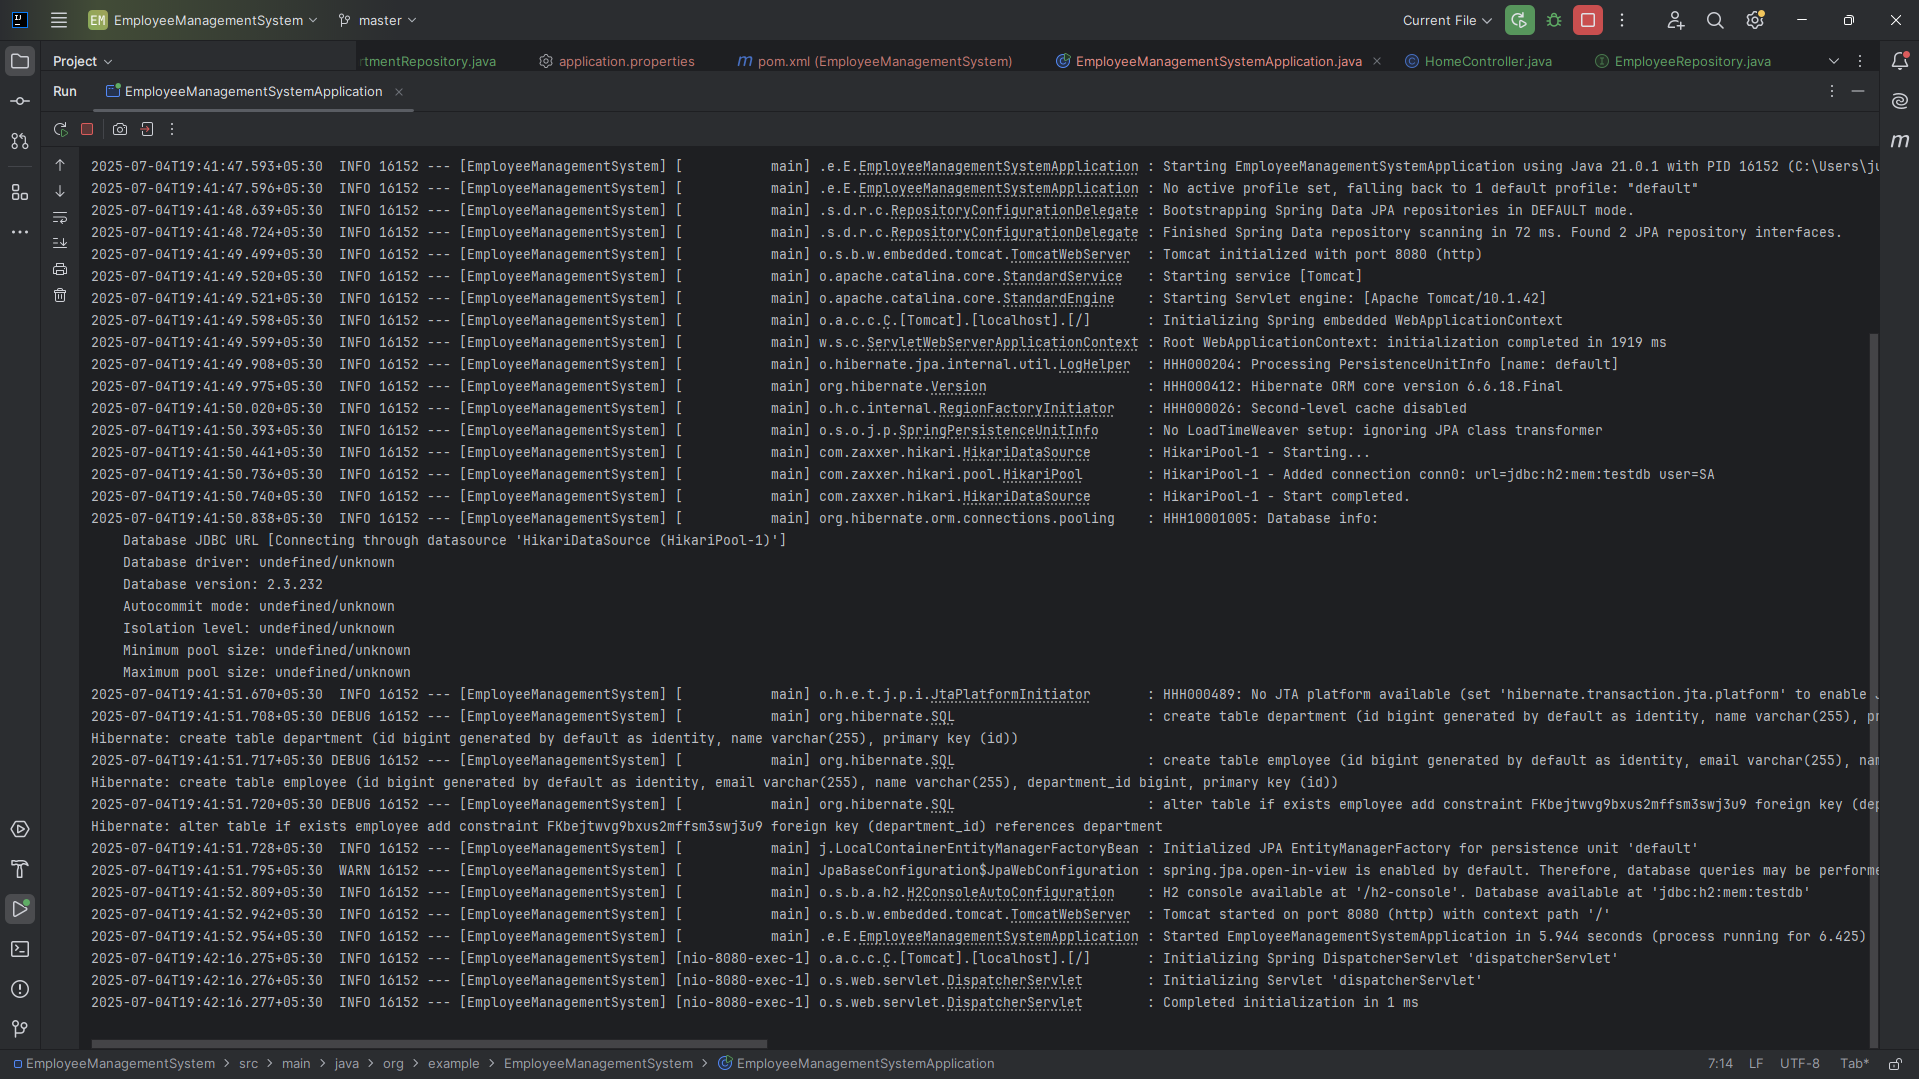 EM EmployeeManagementSystem master Current File
Project rtmentRepository.java application.properties pom.xml (EmployeeManagementSystem) EmployeeManagementSystemApplication.java HomeController.java EmployeeRepository.java
Run EmployeeManagementSystemApplication
2025-07-04T19:41:47.593+05:30 INFO 16152 --- [EmployeeManagementSystem] [ main] .e.E.EmployeeManagementSystemApplication : Starting EmployeeManagementSystemApplication using Java 21.0.1 with PID 16152 (C:\Users\ju
2025-07-04T19:41:47.596+05:30 INFO 16152 --- [EmployeeManagementSystem] [ main] .e.E.EmployeeManagementSystemApplication : No active profile set, falling back to 1 default profile: "default"
2025-07-04T19:41:48.639+05:30 INFO 16152 --- [EmployeeManagementSystem] [ main] .s.d.r.c.RepositoryConfigurationDelegate : Bootstrapping Spring Data JPA repositories in DEFAULT mode.
2025-07-04T19:41:48.724+05:30 INFO 16152 --- [EmployeeManagementSystem] [ main] .s.d.r.c.RepositoryConfigurationDelegate : Finished Spring Data repository scanning in 72 ms. Found 2 JPA repository interfaces.
2025-07-04T19:41:49.499+05:30 INFO 16152 --- [EmployeeManagementSystem] [ main] o.s.b.w.embedded.tomcat.TomcatWebServer : Tomcat initialized with port 8080 (http)
2025-07-04T19:41:49.520+05:30 INFO 16152 --- [EmployeeManagementSystem] [ main] o.apache.catalina.core.StandardService : Starting service [Tomcat]
2025-07-04T19:41:49.521+05:30 INFO 16152 --- [EmployeeManagementSystem] [ main] o.apache.catalina.core.StandardEngine : Starting Servlet engine: [Apache Tomcat/10.1.42]
2025-07-04T19:41:49.598+05:30 INFO 16152 --- [EmployeeManagementSystem] [ main] o.a.c.c.C.[Tomcat].[localhost].[/] : Initializing Spring embedded WebApplicationContext
2025-07-04T19:41:49.599+05:30 INFO 16152 --- [EmployeeManagementSystem] [ main] w.s.c.ServletWebServerApplicationContext : Root WebApplicationContext: initialization completed in 1919 ms
2025-07-04T19:41:49.908+05:30 INFO 16152 --- [EmployeeManagementSystem] [ main] o.hibernate.jpa.internal.util.LogHelper : HHH000204: Processing PersistenceUnitInfo [name: default]
2025-07-04T19:41:49.975+05:30 INFO 16152 --- [EmployeeManagementSystem] [ main] org.hibernate.Version : HHH000412: Hibernate ORM core version 6.6.18.Final
2025-07-04T19:41:50.020+05:30 INFO 16152 --- [EmployeeManagementSystem] [ main] o.h.c.internal.RegionFactoryInitiator : HHH000026: Second-level cache disabled
2025-07-04T19:41:50.393+05:30 INFO 16152 --- [EmployeeManagementSystem] [ main] o.s.o.j.p.SpringPersistenceUnitInfo : No LoadTimeWeaver setup: ignoring JPA class transformer
2025-07-04T19:41:50.441+05:30 INFO 16152 --- [EmployeeManagementSystem] [ main] com.zaxxer.hikari.HikariDataSource : HikariPool-1 - Starting...
2025-07-04T19:41:50.736+05:30 INFO 16152 --- [EmployeeManagementSystem] [ main] com.zaxxer.hikari.pool.HikariPool : HikariPool-1 - Added connection conn0: url=jdbc:h2:mem:testdb user=SA
2025-07-04T19:41:50.740+05:30 INFO 16152 --- [EmployeeManagementSystem] [ main] com.zaxxer.hikari.HikariDataSource : HikariPool-1 - Start completed.
2025-07-04T19:41:50.838+05:30 INFO 16152 --- [EmployeeManagementSystem] [ main] org.hibernate.orm.connections.pooling : HHH10001005: Database info:
Database JDBC URL [Connecting through datasource 'HikariDataSource (HikariPool-1)']
Database driver: undefined/unknown
Database version: 2.3.232
Autocommit mode: undefined/unknown
Isolation level: undefined/unknown
Minimum pool size: undefined/unknown
Maximum pool size: undefined/unknown
2025-07-04T19:41:51.670+05:30 INFO 16152 --- [EmployeeManagementSystem] [ main] o.h.e.t.j.p.i.JtaPlatformInitiator : HHH000489: No JTA platform available (set 'hibernate.transaction.jta.platform' to enable J
2025-07-04T19:41:51.708+05:30 DEBUG 16152 --- [EmployeeManagementSystem] [ main] org.hibernate.SQL : create table department (id bigint generated by default as identity, name varchar(255), pr
Hibernate: create table department (id bigint generated by default as identity, name varchar(255), primary key (id))
2025-07-04T19:41:51.717+05:30 DEBUG 16152 --- [EmployeeManagementSystem] [ main] org.hibernate.SQL : create table employee (id bigint generated by default as identity, email varchar(255), nam
Hibernate: create table employee (id bigint generated by default as identity, email varchar(255), name varchar(255), department_id bigint, primary key (id))
2025-07-04T19:41:51.720+05:30 DEBUG 16152 --- [EmployeeManagementSystem] [ main] org.hibernate.SQL : alter table if exists employee add constraint FKbejtwvg9bxus2mffsm3swj3u9 foreign key (dep
Hibernate: alter table if exists employee add constraint FKbejtwvg9bxus2mffsm3swj3u9 foreign key (department_id) references department
2025-07-04T19:41:51.728+05:30 INFO 16152 --- [EmployeeManagementSystem] [ main] j.LocalContainerEntityManagerFactoryBean : Initialized JPA EntityManagerFactory for persistence unit 'default'
2025-07-04T19:41:51.795+05:30 WARN 16152 --- [EmployeeManagementSystem] [ main] JpaBaseConfiguration$JpaWebConfiguration : spring.jpa.open-in-view is enabled by default. Therefore, database queries may be performe
2025-07-04T19:41:52.809+05:30 INFO 16152 --- [EmployeeManagementSystem] [ main] o.s.b.a.h2.H2ConsoleAutoConfiguration : H2 console available at '/h2-console'. Database available at 'jdbc:h2:mem:testdb'
2025-07-04T19:41:52.942+05:30 INFO 16152 --- [EmployeeManagementSystem] [ main] o.s.b.w.embedded.tomcat.TomcatWebServer : Tomcat started on port 8080 (http) with context path '/'
2025-07-04T19:41:52.954+05:30 INFO 16152 --- [EmployeeManagementSystem] [ main] .e.E.EmployeeManagementSystemApplication : Started EmployeeManagementSystemApplication in 5.944 seconds (process running for 6.425)
2025-07-04T19:42:16.275+05:30 INFO 16152 --- [EmployeeManagementSystem] [nio-8080-exec-1] o.a.c.c.C.[Tomcat].[localhost].[/] : Initializing Spring DispatcherServlet 'dispatcherServlet'
2025-07-04T19:42:16.276+05:30 INFO 16152 --- [EmployeeManagementSystem] [nio-8080-exec-1] o.s.web.servlet.DispatcherServlet : Initializing Servlet 'dispatcherServlet'
2025-07-04T19:42:16.277+05:30 INFO 16152 --- [EmployeeManagementSystem] [nio-8080-exec-1] o.s.web.servlet.DispatcherServlet : Completed initialization in 1 ms
EmployeeManagementSystem > src > main > java > org > example > EmployeeManagementSystem > EmployeeManagementSystemApplication 7:14 LF UTF-8 Tab*